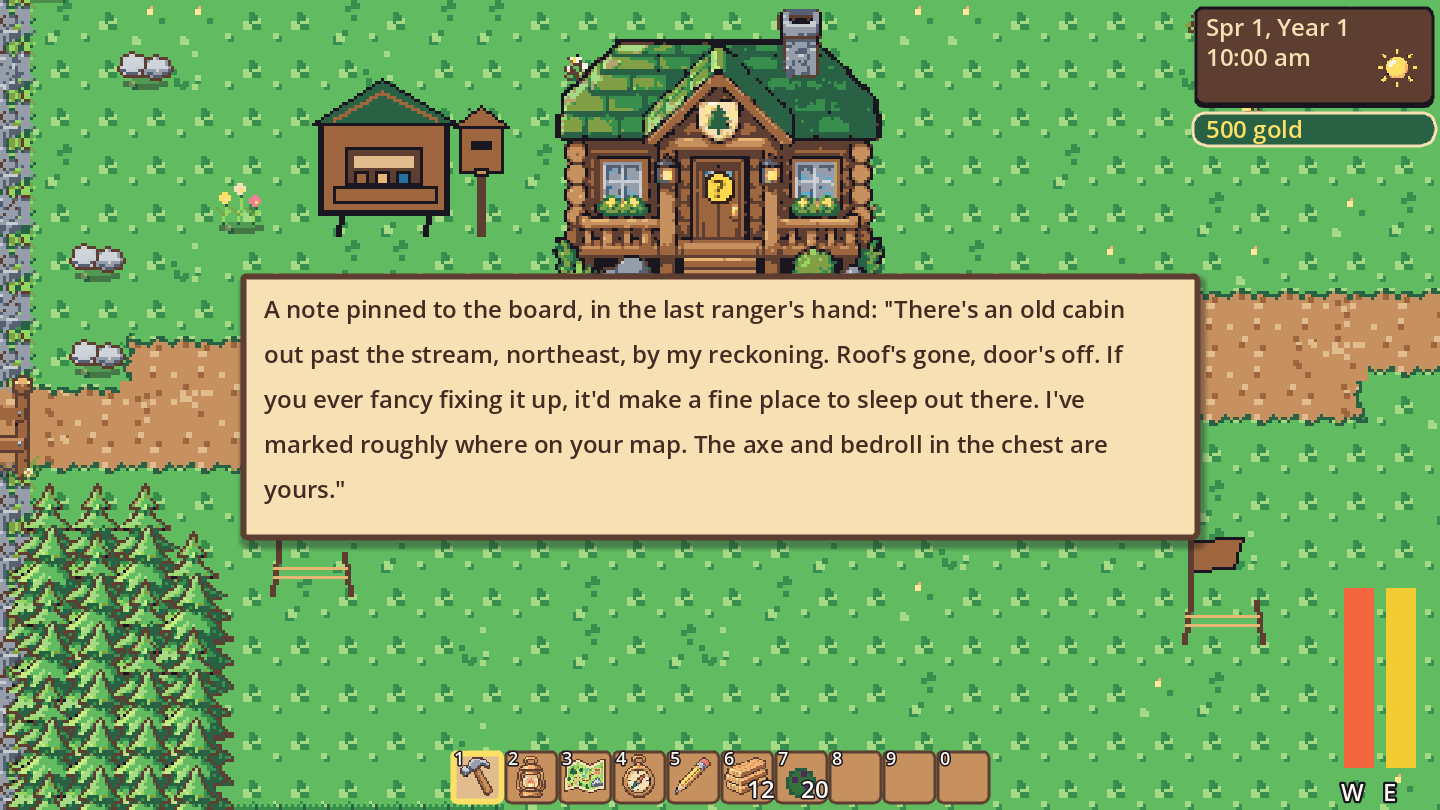 Spr 1, Year 1
10:00 am
500 gold
?
A note pinned to the board, in the last ranger's hand: "There's an old cabin
out past the stream, northeast, by my reckoning. Roof's gone, door's off. If
you ever fancy fixing it up, it'd make a fine place to sleep out there. I've
marked roughly where on your map. The axe and bedroll in the chest are
yours."
1 2 3 4 5 6 7 8 9 0
12 20
W E